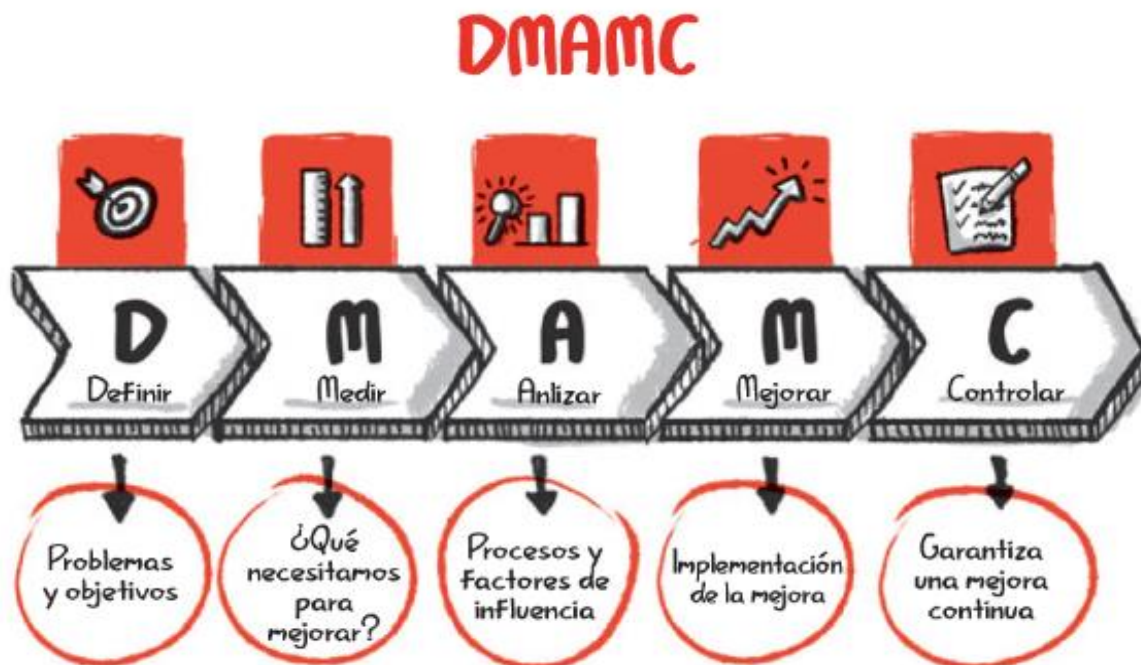 DMAMC
D
Definir
M
Medir
A
Anlizar
M
Mejorar
C
Controlar
Problemas
y objetivos
¿Qué
necesitamos
para
mejorar?
Procesos y
factores de
influencia
Implementación
de la mejora
Garantiza
una mejora
continua